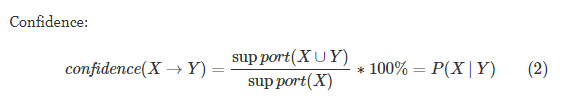 Confidence:
confidence(X → Y) = sup port(X ∪ Y) / sup port(X) * 100% = P(X | Y) (2)